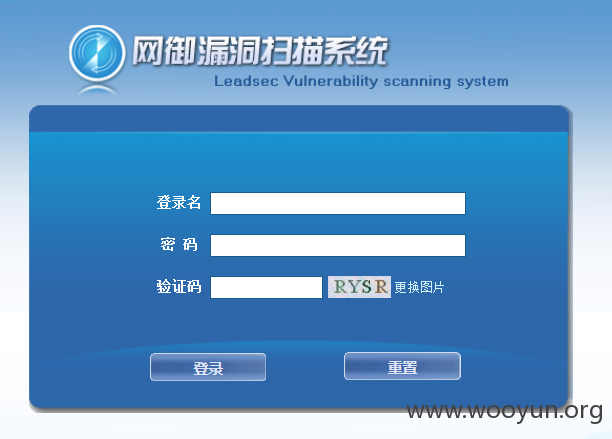 网御漏洞扫描系统
Leadsec Vulnerability scanning system
登录名
密 码
验证码 RYSR 更换图片
登录 重置
www.wooyun.org